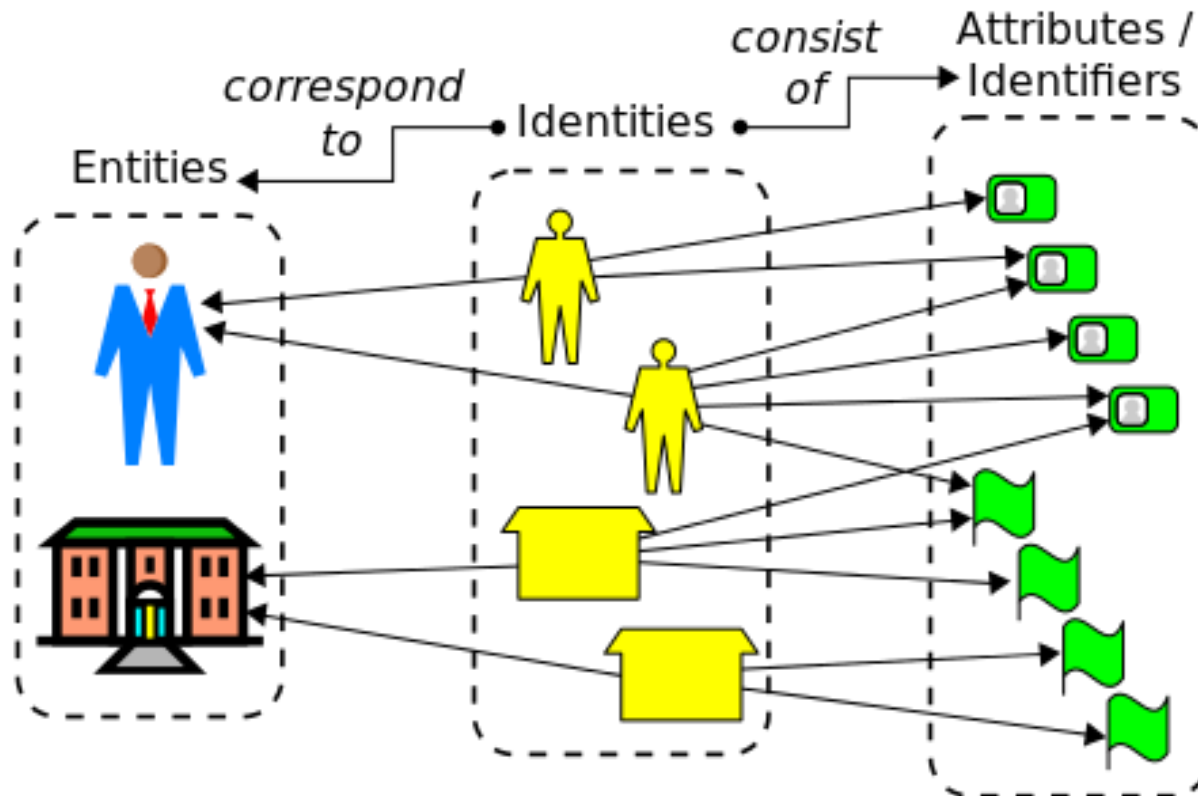 Entities
correspond
to
Identities
consist
of
Attributes /
Identifiers